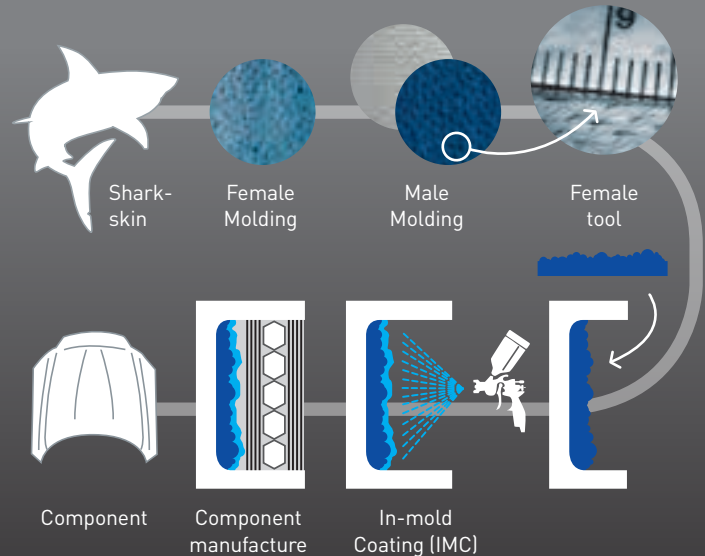 9
Shark-
skin
Female
Molding
Male
Molding
Female
tool
Component
Component
manufacture
In-mold
Coating (IMC)